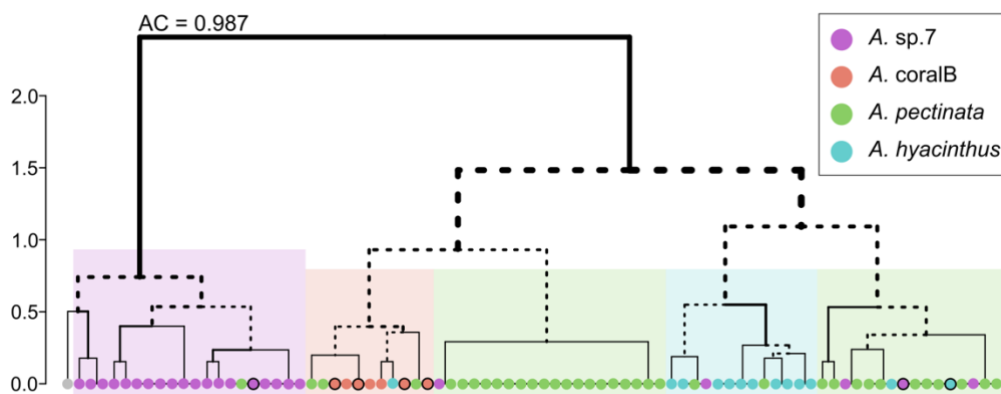 AC = 0.987
A. sp.7
A. coralB
A. pectinata
A. hyacinthus
2.0
1.5
1.0
0.5
0.0